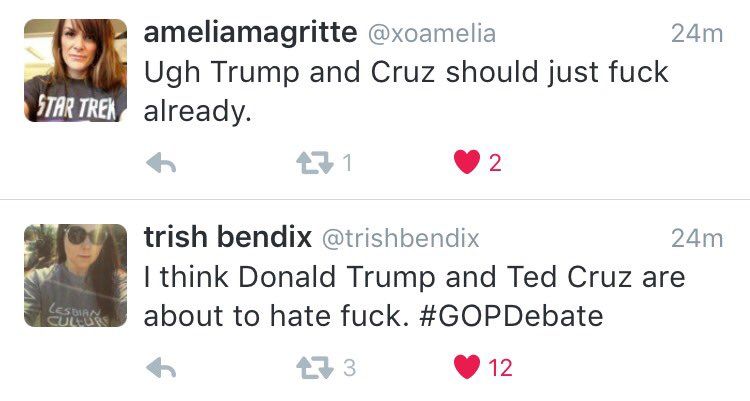 ameliamagritte @xoamelia 24m
Ugh Trump and Cruz should just fuck
already.
STAR TREK
1 2
trish bendix @trishbendix 24m
I think Donald Trump and Ted Cruz are
about to hate fuck. #GOPDebate
LESBIAN
CULTURE
3 12